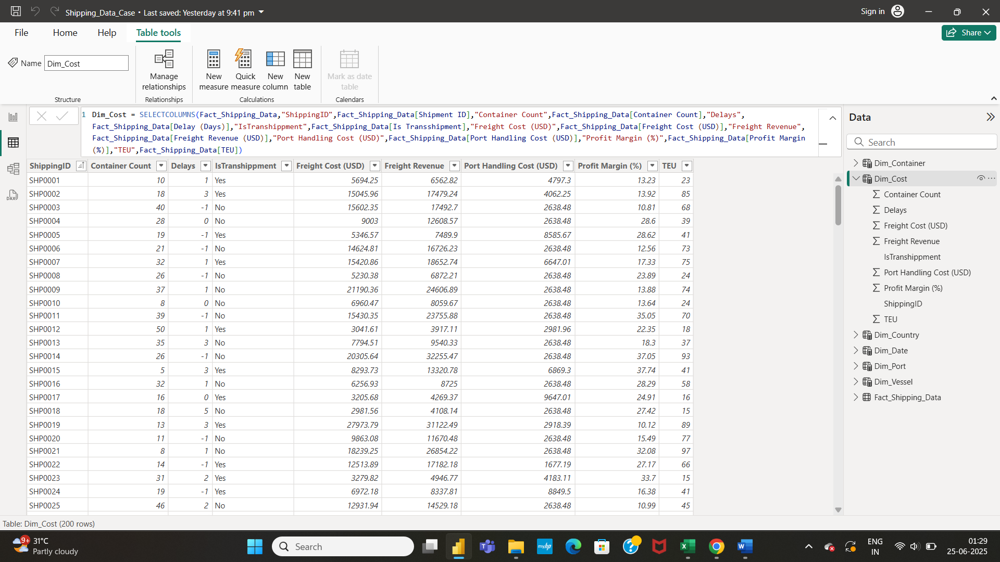 Shipping_Data_Case • Last saved: Yesterday at 9:41 pm
Sign in
File Home Help Table tools
Share
Name Dim_Cost
Manage relationships
New measure
Quick measure
New column
New table
Mark as date table
Structure
Relationships
Calculations
Calendars
1 Dim_Cost = SELECTCOLUMNS(Fact_Shipping_Data,"ShippingID",Fact_Shipping_Data[Shipment ID],"Container Count",Fact_Shipping_Data[Container Count],"Delays",
Fact_Shipping_Data[Delay (Days)],"IsTranshippment",Fact_Shipping_Data[Is Transshipment],"Freight Cost (USD)",Fact_Shipping_Data[Freight Cost (USD)],"Freight Revenue",
Fact_Shipping_Data[Freight Revenue (USD)],"Port Handling Cost (USD)",Fact_Shipping_Data[Port Handling Cost (USD)],"Profit Margin (%)",Fact_Shipping_Data[Profit Margin
(%)],"TEU",Fact_Shipping_Data[TEU])
ShippingID Container Count Delays IsTranshippment Freight Cost (USD) Freight Revenue Port Handling Cost (USD) Profit Margin (%) TEU
SHP0001 10 1 Yes 5694.25 6562.82 4797.3 13.23 23
SHP0002 18 3 Yes 15045.96 17479.24 4062.25 13.92 85
SHP0003 40 -1 No 15602.35 17492.7 2638.48 10.81 68
SHP0004 28 0 No 9003 12608.57 2638.48 28.6 39
SHP0005 19 -1 Yes 5346.57 7489.9 8585.67 28.62 41
SHP0006 21 -1 No 14624.81 16726.23 2638.48 12.56 73
SHP0007 32 1 Yes 15420.86 18652.74 6647.01 17.33 75
SHP0008 26 -1 No 5230.38 6872.21 2638.48 23.89 24
SHP0009 37 1 No 21190.36 24606.89 2638.48 13.88 74
SHP0010 8 0 No 6960.47 8059.67 2638.48 13.64 24
SHP0011 39 -1 No 15430.35 23755.88 2638.48 35.05 70
SHP0012 50 1 Yes 3041.61 3917.11 2981.96 22.35 18
SHP0013 35 3 No 7794.51 9540.33 2638.48 18.3 37
SHP0014 26 -1 No 20305.64 32255.47 2638.48 37.05 93
SHP0015 5 3 Yes 8293.73 13320.78 6869.3 37.74 41
SHP0016 32 1 No 6256.93 8725 2638.48 28.29 58
SHP0017 16 0 Yes 3205.68 4269.37 9647.01 24.91 16
SHP0018 18 5 No 2981.56 4108.14 2638.48 27.42 15
SHP0019 13 3 Yes 27973.79 31122.49 2918.39 10.12 89
SHP0020 11 -1 No 9863.08 11670.48 2638.48 15.49 77
SHP0021 8 1 No 18239.25 26854.22 2638.48 32.08 97
SHP0022 14 -1 Yes 12513.89 17182.18 1677.19 27.17 66
SHP0023 31 2 Yes 3279.82 4946.77 4183.11 33.7 15
SHP0024 19 -1 Yes 6972.18 8337.81 8849.5 16.38 41
SHP0025 46 2 No 12931.94 14529.18 2638.48 10.99 45
Data
Search
Dim_Container
Dim_Cost
Container Count
Delays
Freight Cost (USD)
Freight Revenue
IsTranshippment
Port Handling Cost (USD)
Profit Margin (%)
ShippingID
TEU
Dim_Country
Dim_Date
Dim_Port
Dim_Vessel
Fact_Shipping_Data
Table: Dim_Cost (200 rows)
9+ 31°C
Partly cloudy
Search
myhp
ENG
IN
01:29
25-06-2025